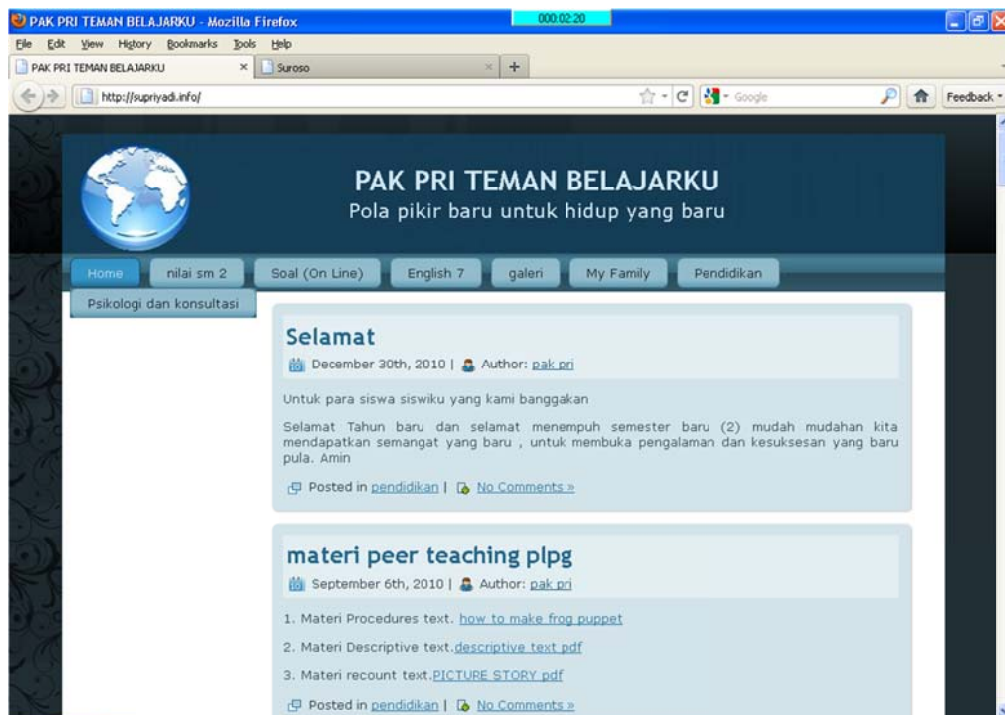 PAK PRI TEMAN BELAJARKU - Mozilla Firefox
000:02:20
File Edit View History Bookmarks Tools Help
PAK PRI TEMAN BELAJARKU
Suroso
http://supriyadi.info/
Google
Feedback
PAK PRI TEMAN BELAJARKU
Pola pikir baru untuk hidup yang baru
Home nilai sm 2 Soal (On Line) English 7 galeri My Family Pendidikan
Psikologi dan konsultasi
Selamat
December 30th, 2010 | Author: pak pri
Untuk para siswa siswiku yang kami banggakan
Selamat Tahun baru dan selamat menempuh semester baru (2) mudah mudahan kita
mendapatkan semangat yang baru , untuk membuka pengalaman dan kesuksesan yang baru
pula. Amin
Posted in pendidikan | No Comments »
materi peer teaching plpg
September 6th, 2010 | Author: pak pri
1. Materi Procedures text. how to make frog puppet
2. Materi Descriptive text.descriptive text pdf
3. Materi recount text.PICTURE STORY pdf
Posted in pendidikan | No Comments »